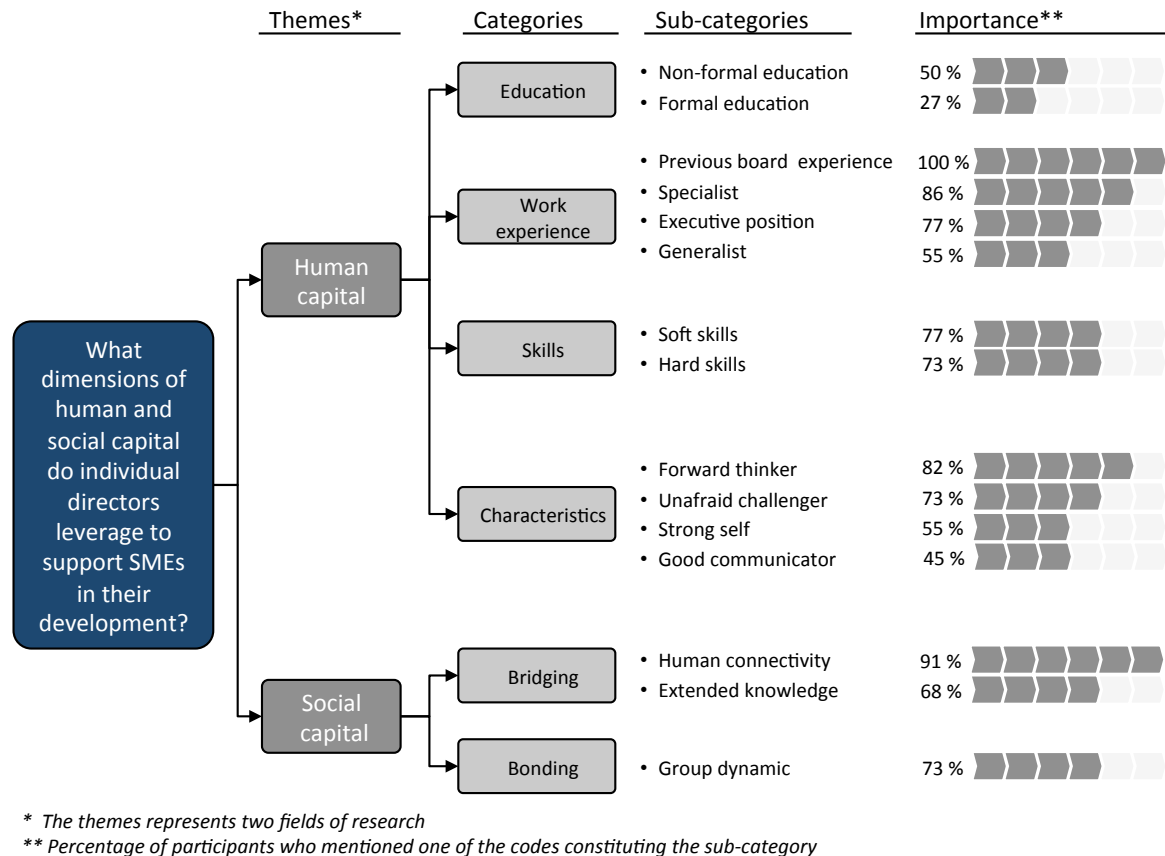 Themes* Categories Sub-categories Importance**
What
dimensions of
human and
social capital
do individual
directors
leverage to
support SMEs
in their
development?
Human
capital
Education
• Non-formal education 50 %
• Formal education 27 %
Work
experience
• Previous board experience 100 %
• Specialist 86 %
• Executive position 77 %
• Generalist 55 %
Skills
• Soft skills 77 %
• Hard skills 73 %
Characteristics
• Forward thinker 82 %
• Unafraid challenger 73 %
• Strong self 55 %
• Good communicator 45 %
Social
capital
Bridging
• Human connectivity 91 %
• Extended knowledge 68 %
Bonding
• Group dynamic 73 %
* The themes represents two fields of research
** Percentage of participants who mentioned one of the codes constituting the sub-category